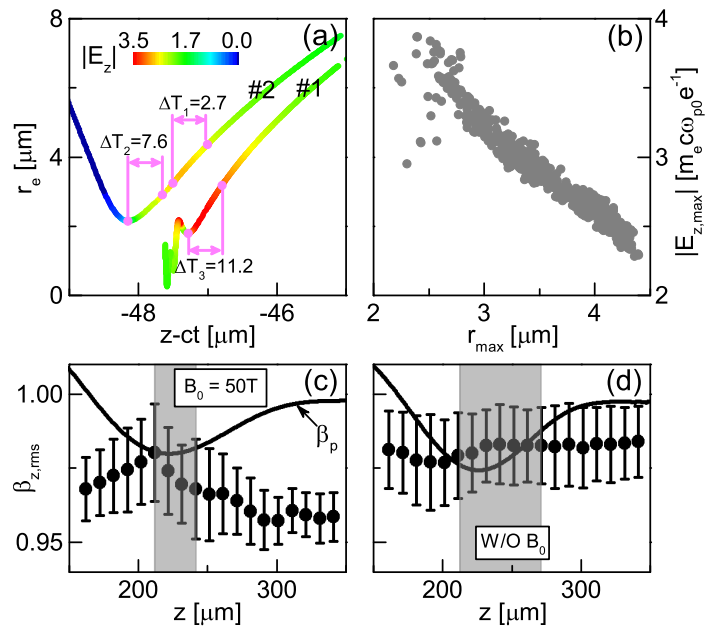 8
(a)
|E_z|
3.5 1.7 0.0
#2
#1
ΔT_1=2.7
ΔT_2=7.6
ΔT_3=11.2
r_e [μm]
4
0
-48
-46
z-ct [μm]
(b)
4
3
2
|E_z,max| [m_e cω_p0 e^-1]
2
3
4
r_max [μm]
(c)
B_0 = 50T
β_p
1.00
0.95
β_z,rms
200
300
z [μm]
(d)
W/O B_0
200
300
z [μm]